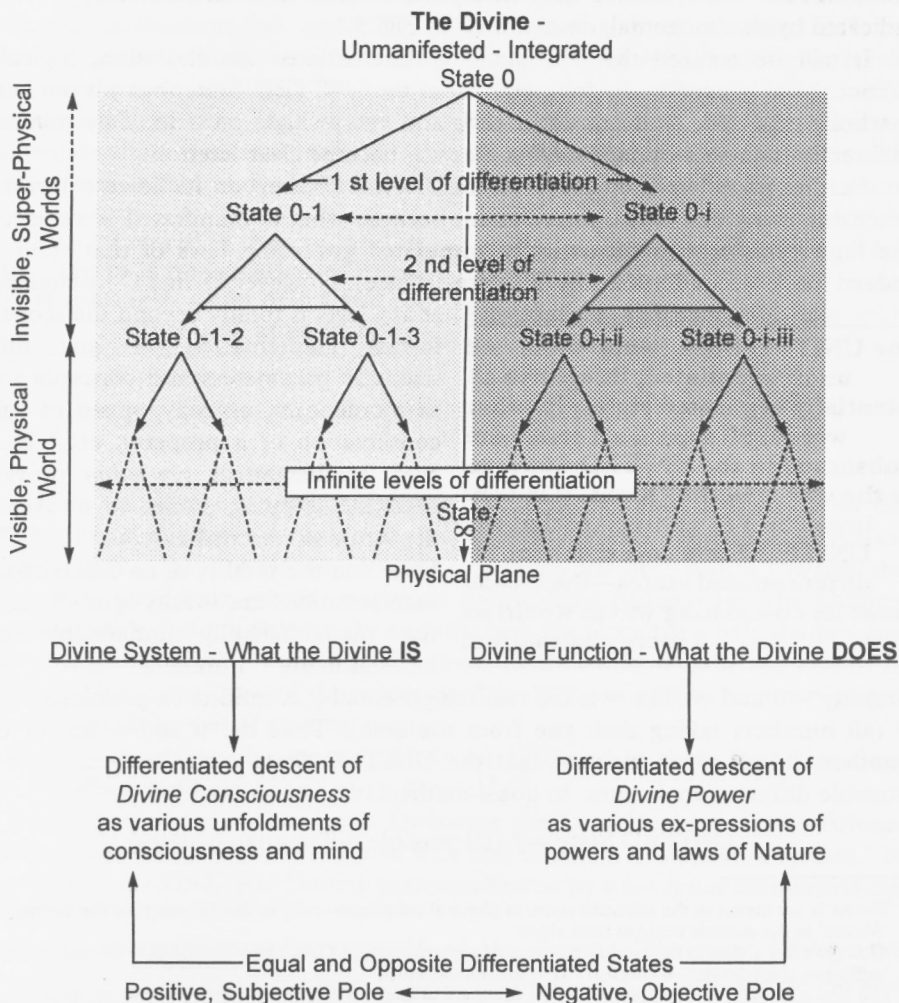 The Divine -
Unmanifested - Integrated
State 0
Invisible, Super-Physical
Worlds
1 st level of differentiation
State 0-1
State 0-i
2 nd level of
differentiation
State 0-1-2
State 0-1-3
State 0-i-ii
State 0-i-iii
Visible, Physical
World
Infinite levels of differentiation
State
∞
Physical Plane
Divine System - What the Divine IS
Divine Function - What the Divine DOES
Differentiated descent of
Divine Consciousness
as various unfoldments of
consciousness and mind
Differentiated descent of
Divine Power
as various ex-pressions of
powers and laws of Nature
Equal and Opposite Differentiated States
Positive, Subjective Pole
Negative, Objective Pole